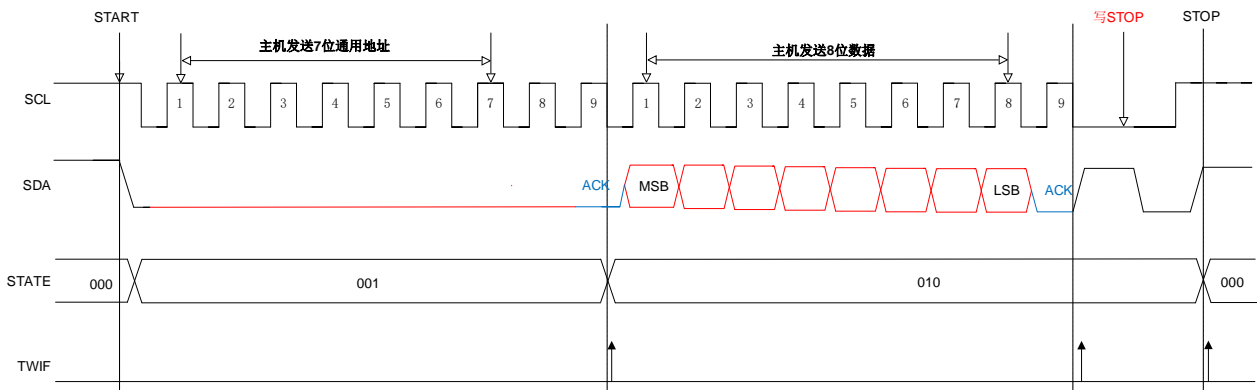 START
写STOP
STOP
主机发送7位通用地址
主机发送8位数据
SCL
1 2 3 4 5 6 7 8 9 1 2 3 4 5 6 7 8 9
SDA
ACK
MSB
LSB
ACK
STATE
000
001
010
000
TWIF